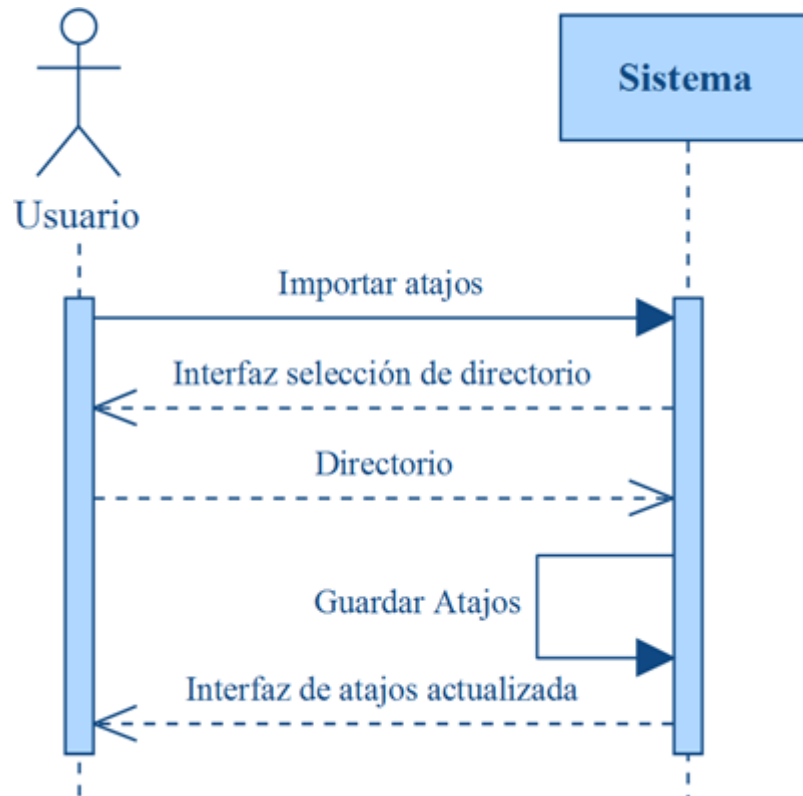 Sistema
Usuario
Importar atajos
Interfaz selección de directorio
Directorio
Guardar Atajos
Interfaz de atajos actualizada